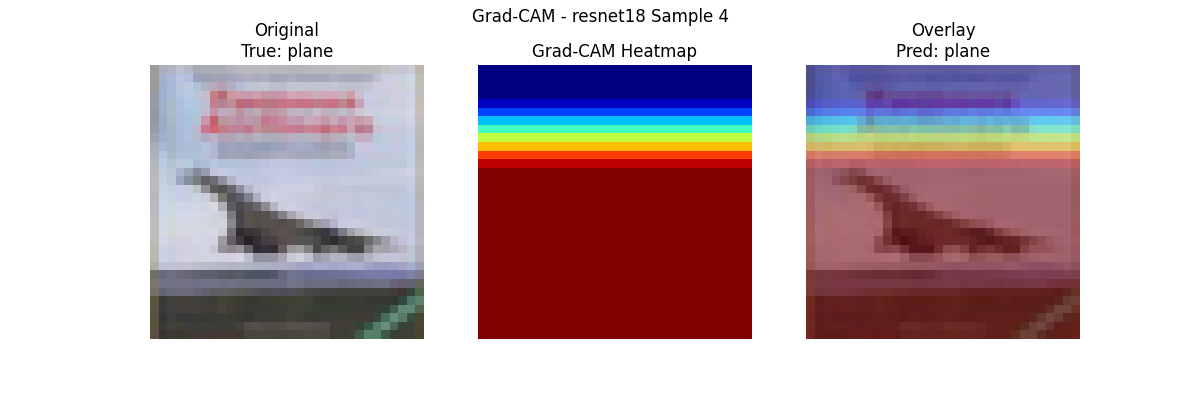 Grad-CAM - resnet18 Sample 4
Original
True: plane
Grad-CAM Heatmap
Overlay
Pred: plane